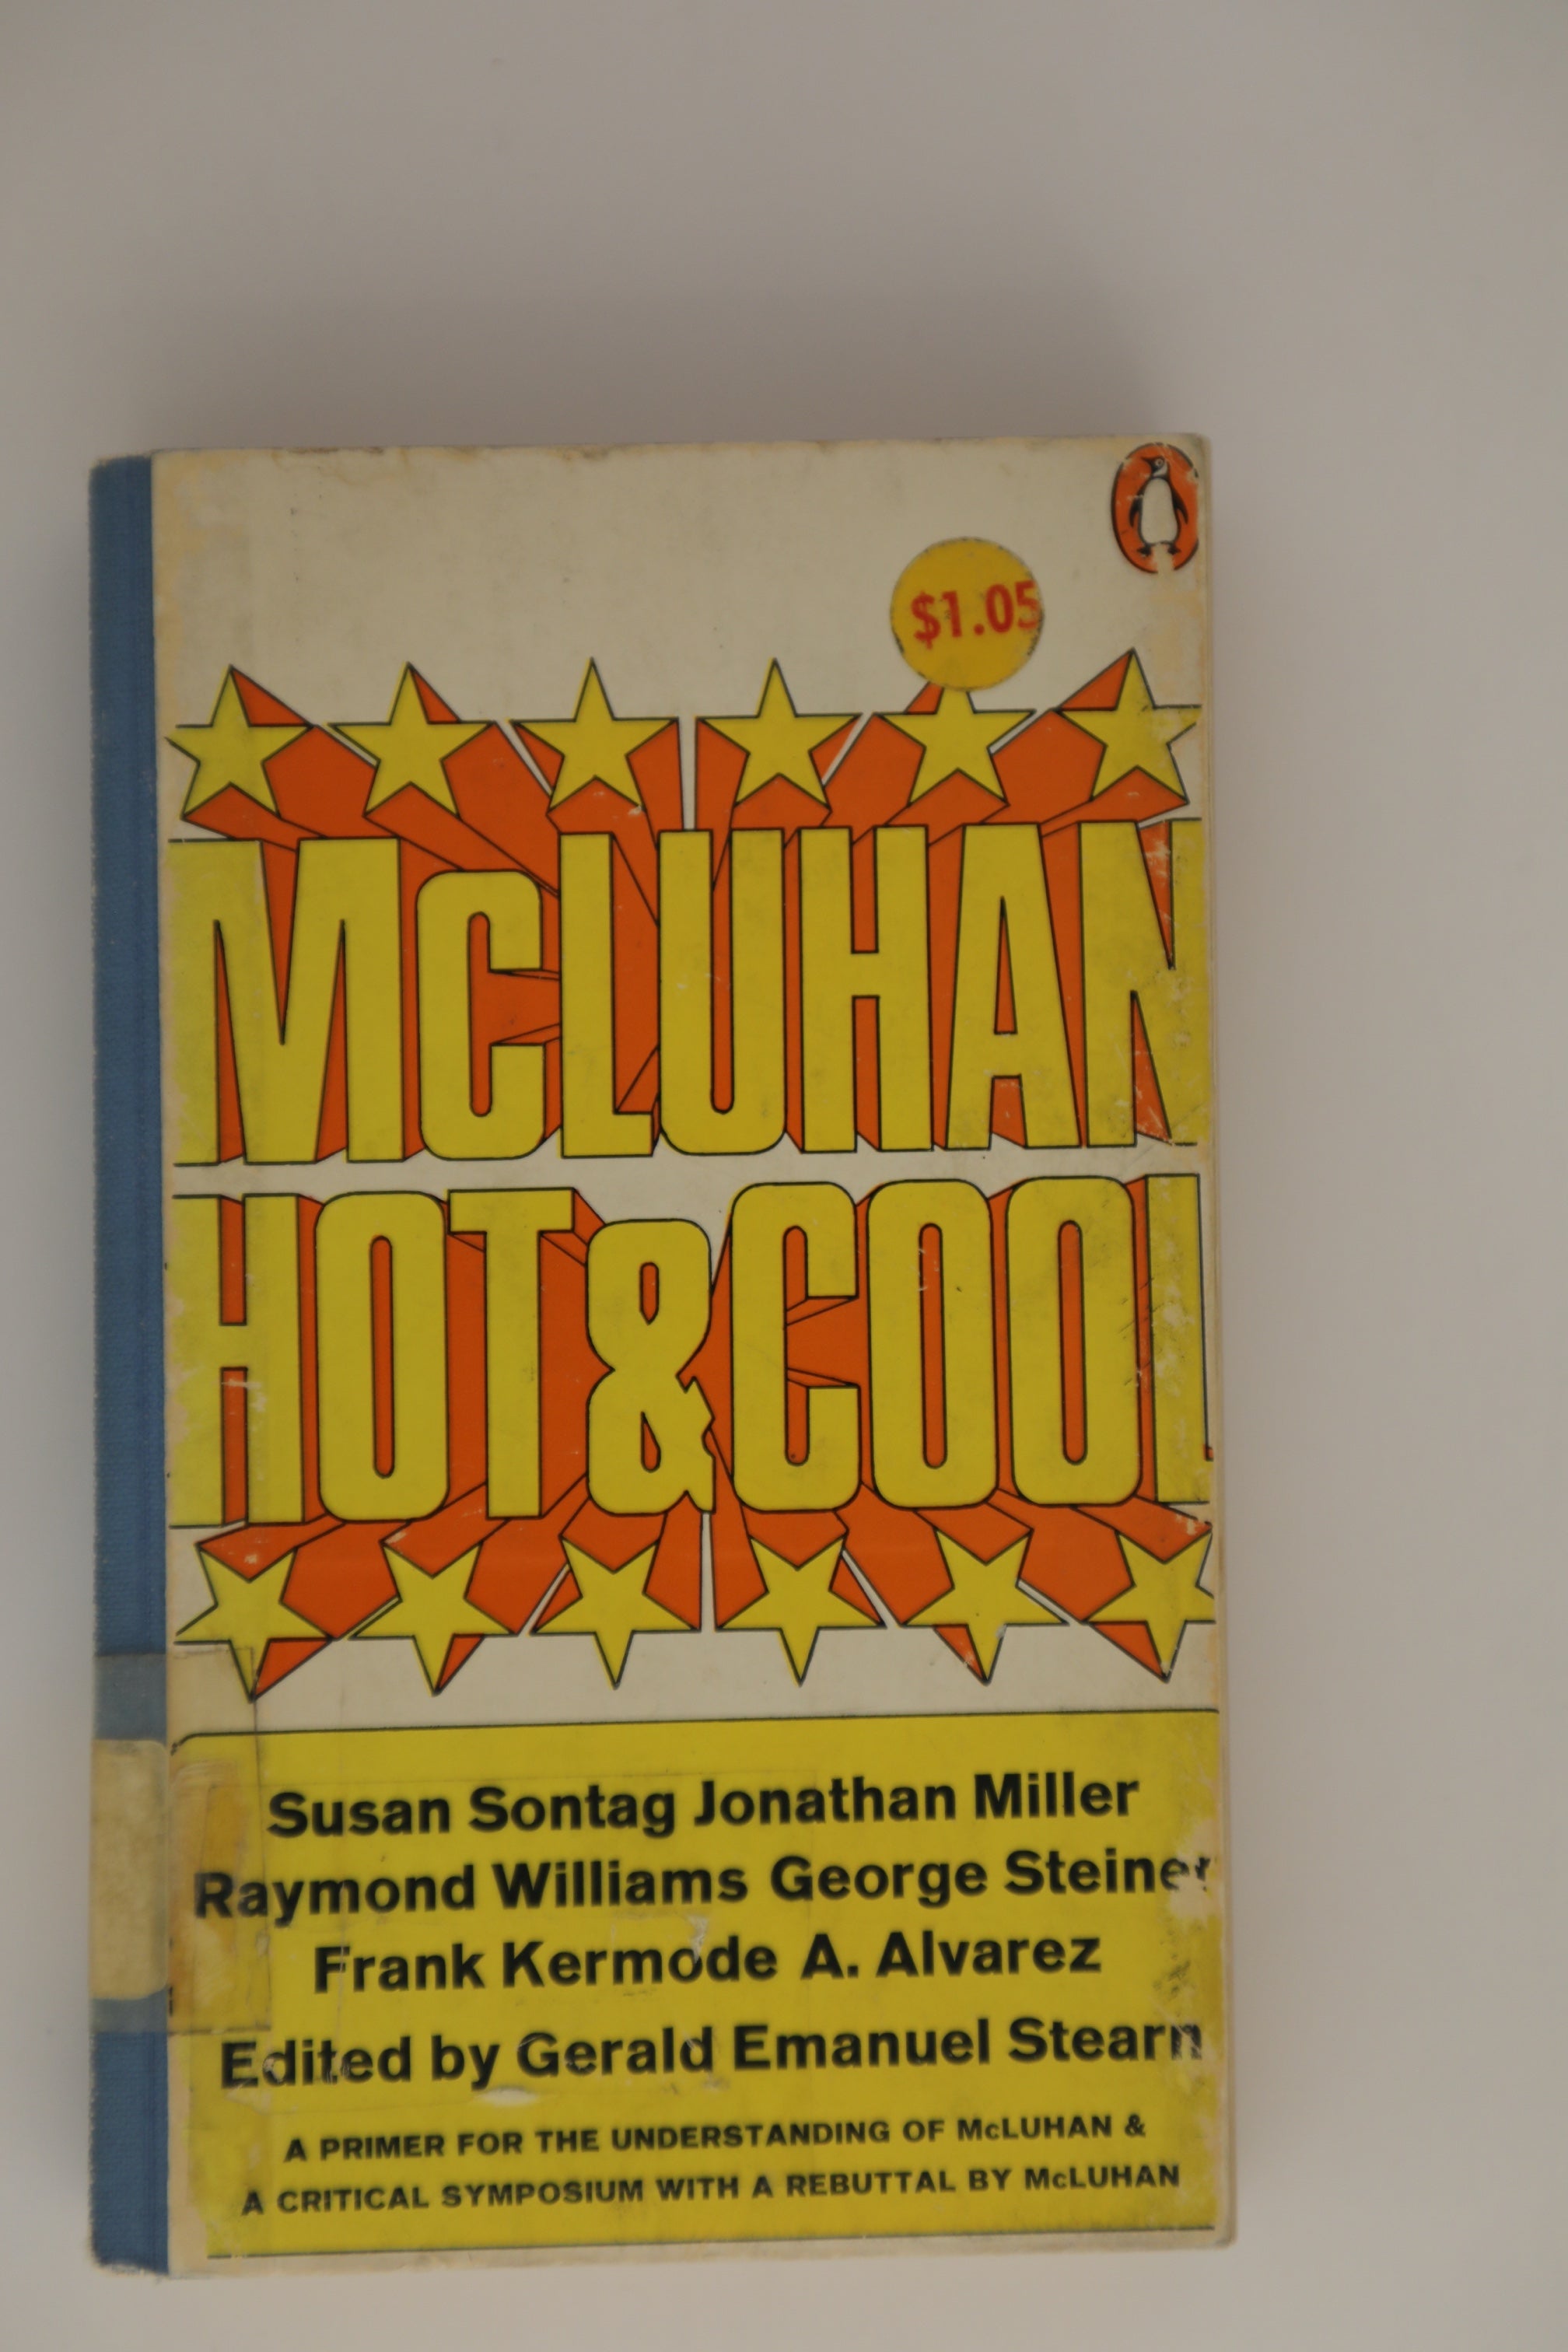 $1.05
McLUHAN
HOT & COOL
Susan Sontag Jonathan Miller
Raymond Williams George Steiner
Frank Kermode A. Alvarez
Edited by Gerald Emanuel Stearn
A PRIMER FOR THE UNDERSTANDING OF McLUHAN &
A CRITICAL SYMPOSIUM WITH A REBUTTAL BY McLUHAN